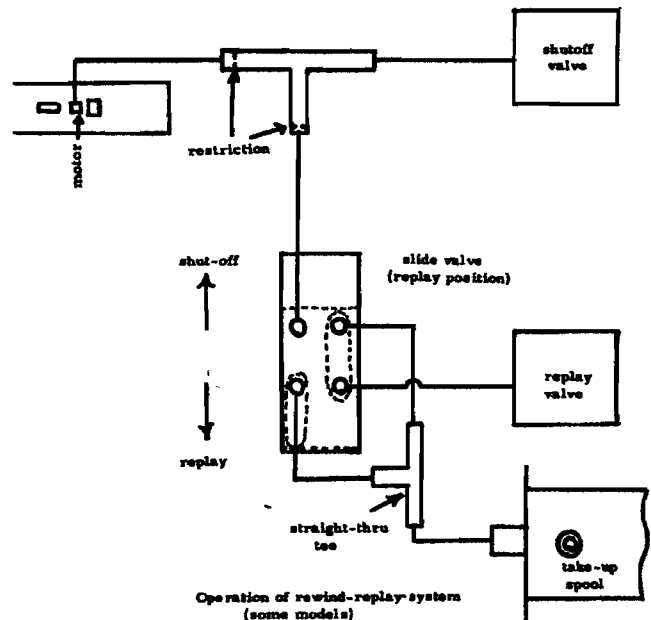 shutoff
valve
motor
restriction
shut-off
slide valve
(replay position)
replay
valve
replay
straight-thru
tee
take-up
spool
Operation of rewind-replay-system
(some models)